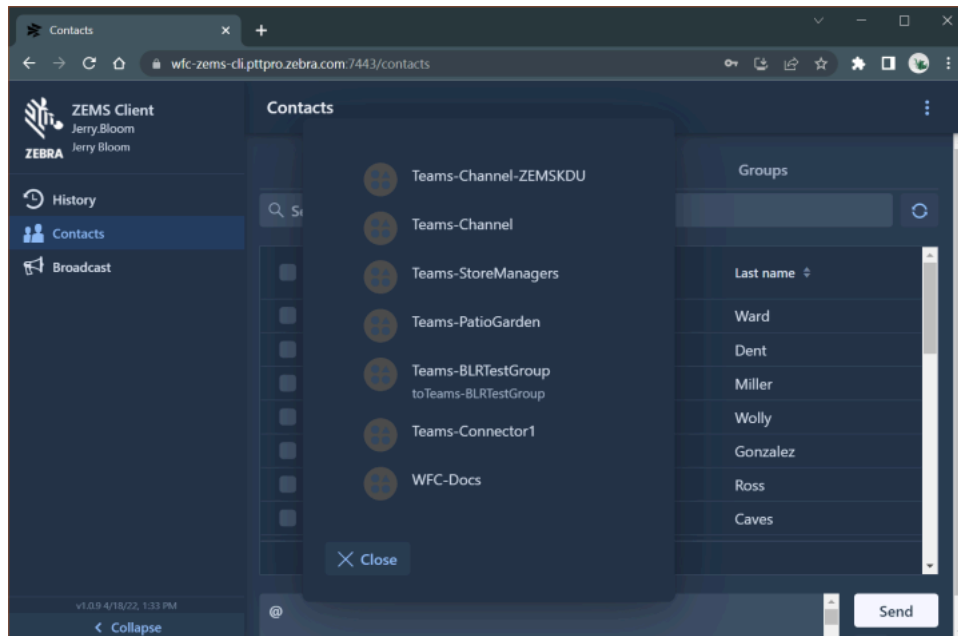 Contacts
wfc-zems-cli.pttpro.zebra.com:7443/contacts
ZEMS Client
Jerry.Bloom
Jerry Bloom
ZEBRA
History
Contacts
Broadcast
v1.0.9 4/18/22, 1:33 PM
Collapse
Contacts
Groups
Se
Last name
Ward
Dent
Miller
Wolly
Gonzalez
Ross
Caves
Teams-Channel-ZEMSKDU
Teams-Channel
Teams-StoreManagers
Teams-PatioGarden
Teams-BLRTestGroup
toTeams-BLRTestGroup
Teams-Connector1
WFC-Docs
Close
@
Send